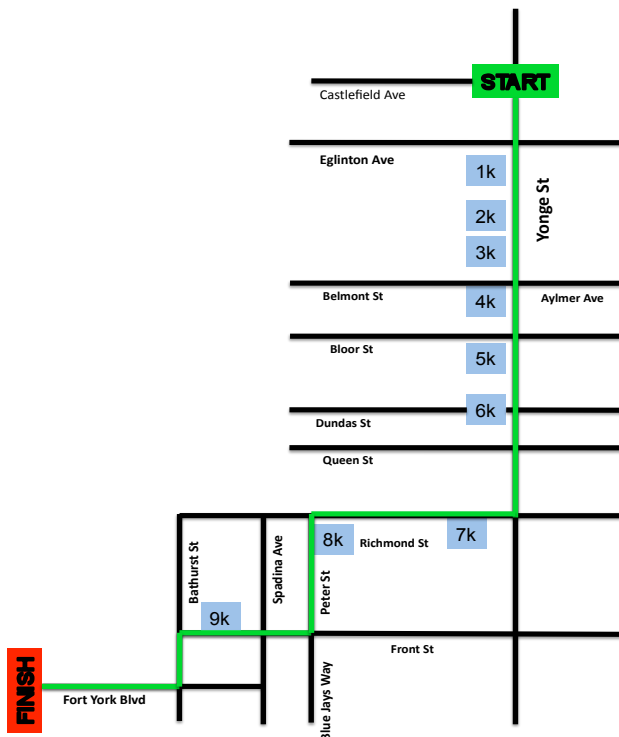 START
Castlefield Ave
Eglinton Ave
1k
Yonge St
2k
3k
Belmont St
4k
Aylmer Ave
Bloor St
5k
6k
Dundas St
Queen St
7k
8k
Richmond St
Bathurst St
Spadina Ave
Peter St
9k
Front St
Blue Jays Way
FINISH
Fort York Blvd